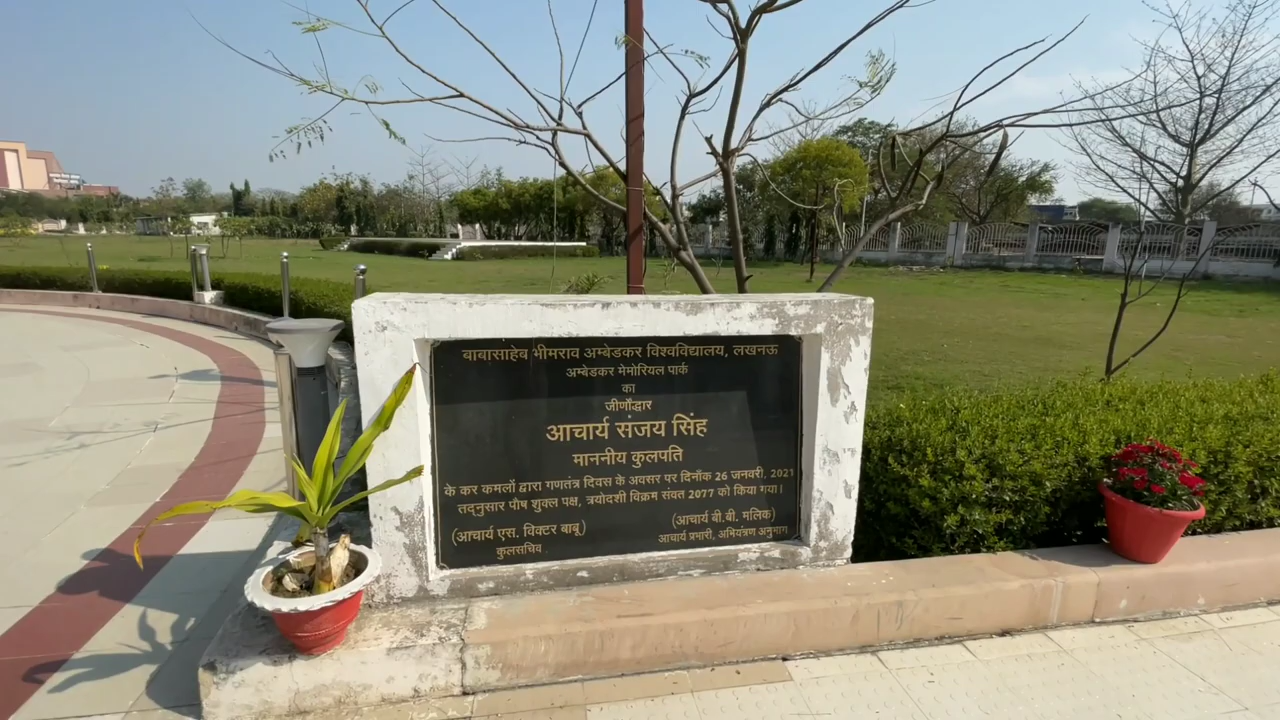 बाबासाहेब भीमराव अम्बेडकर विश्वविद्यालय, लखनऊ
अम्बेडकर मेमोरियल पार्क
का
जीर्णोंद्धार
आचार्य संजय सिंह
माननीय कुलपति
के कर कमलों द्वारा गणतंत्र दिवस के अवसर पर दिनाँक 26 जनवरी, 2021
तद्नुसार पौष शुक्ल पक्ष, त्रयोदशी विक्रम संवत 2077 को किया गया।
(आचार्य एस. विक्टर बाबू) (आचार्य बी.बी. मलिक)
कुलसचिव आचार्य प्रभारी, अभियंत्रण अनुभाग